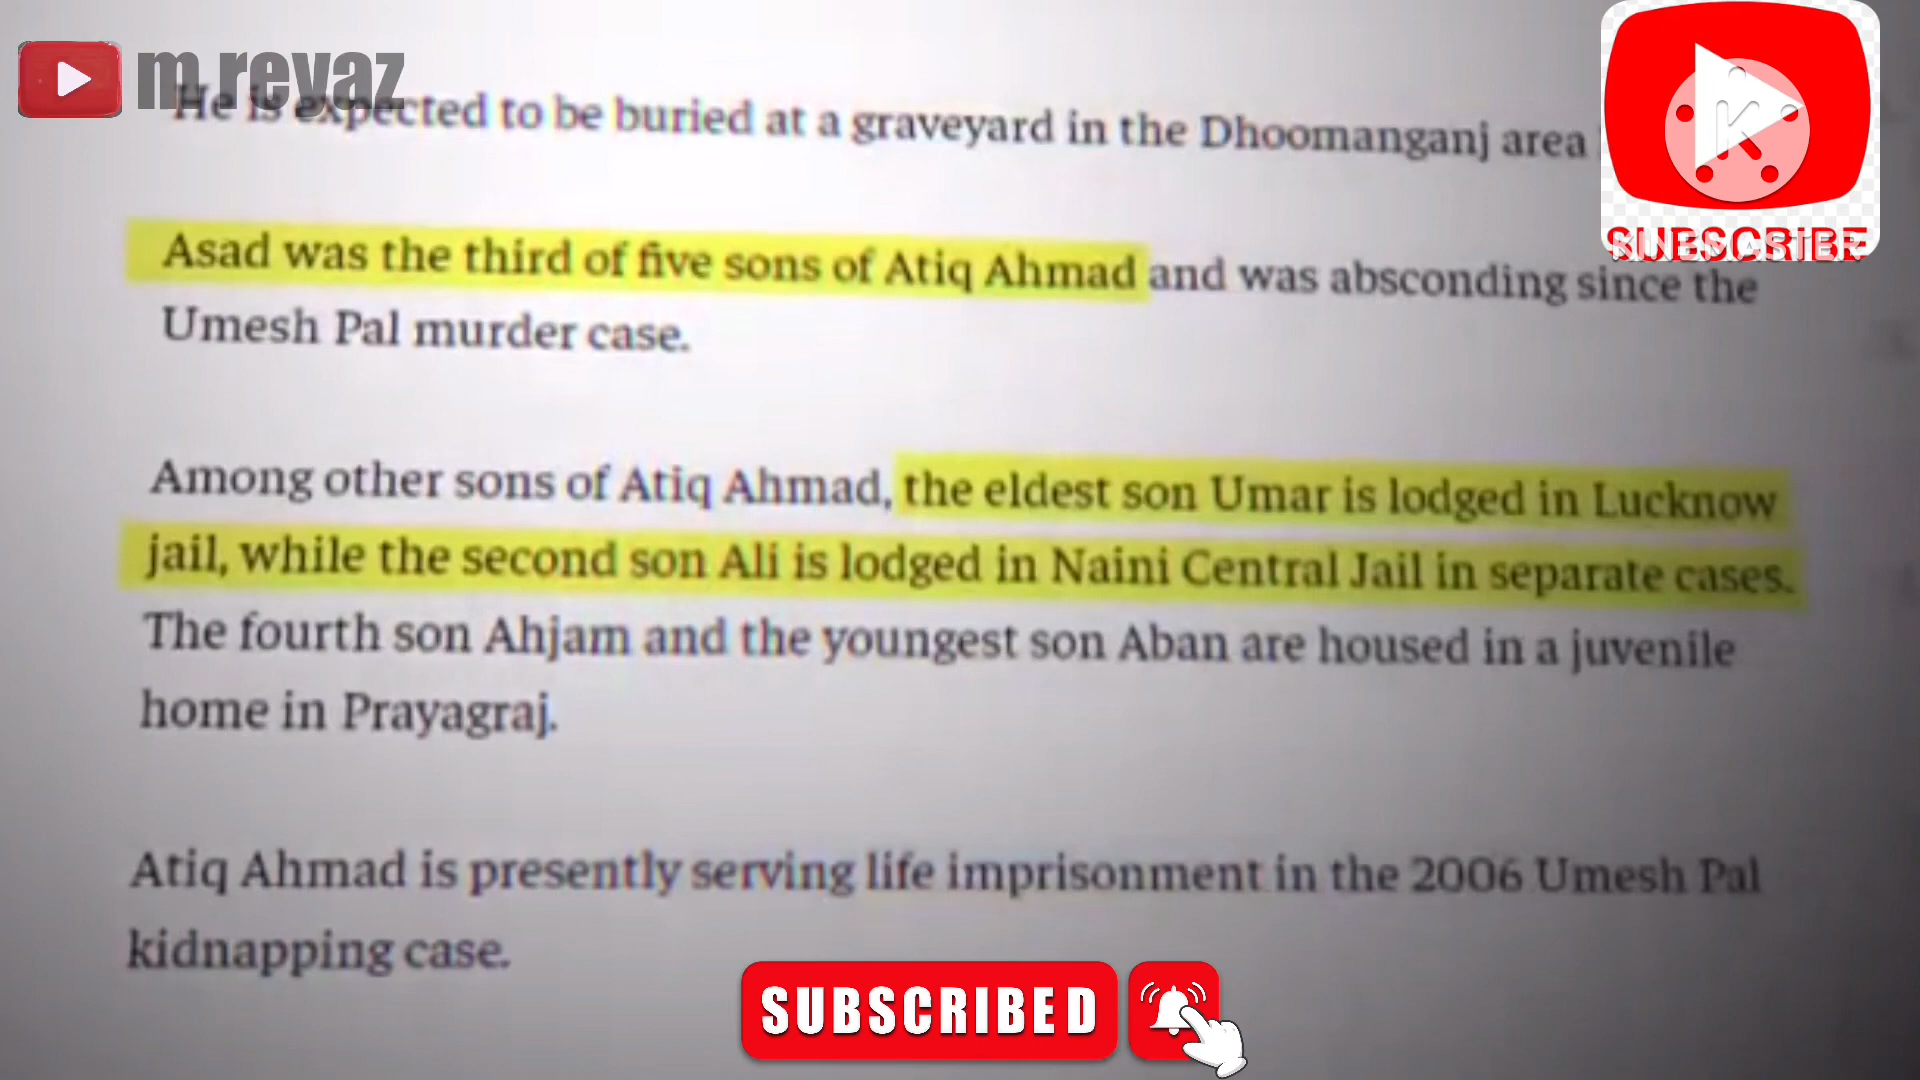 m reyaz
He is expected to be buried at a graveyard in the Dhoomanganj area
SUBSCRIBE
KINEMASTER
Asad was the third of five sons of Atiq Ahmad and was absconding since the
Umesh Pal murder case.
Among other sons of Atiq Ahmad, the eldest son Umar is lodged in Lucknow
jail, while the second son Ali is lodged in Naini Central Jail in separate cases.
The fourth son Ahjam and the youngest son Aban are housed in a juvenile
home in Prayagraj.
Atiq Ahmad is presently serving life imprisonment in the 2006 Umesh Pal
kidnapping case.
SUBSCRIBED